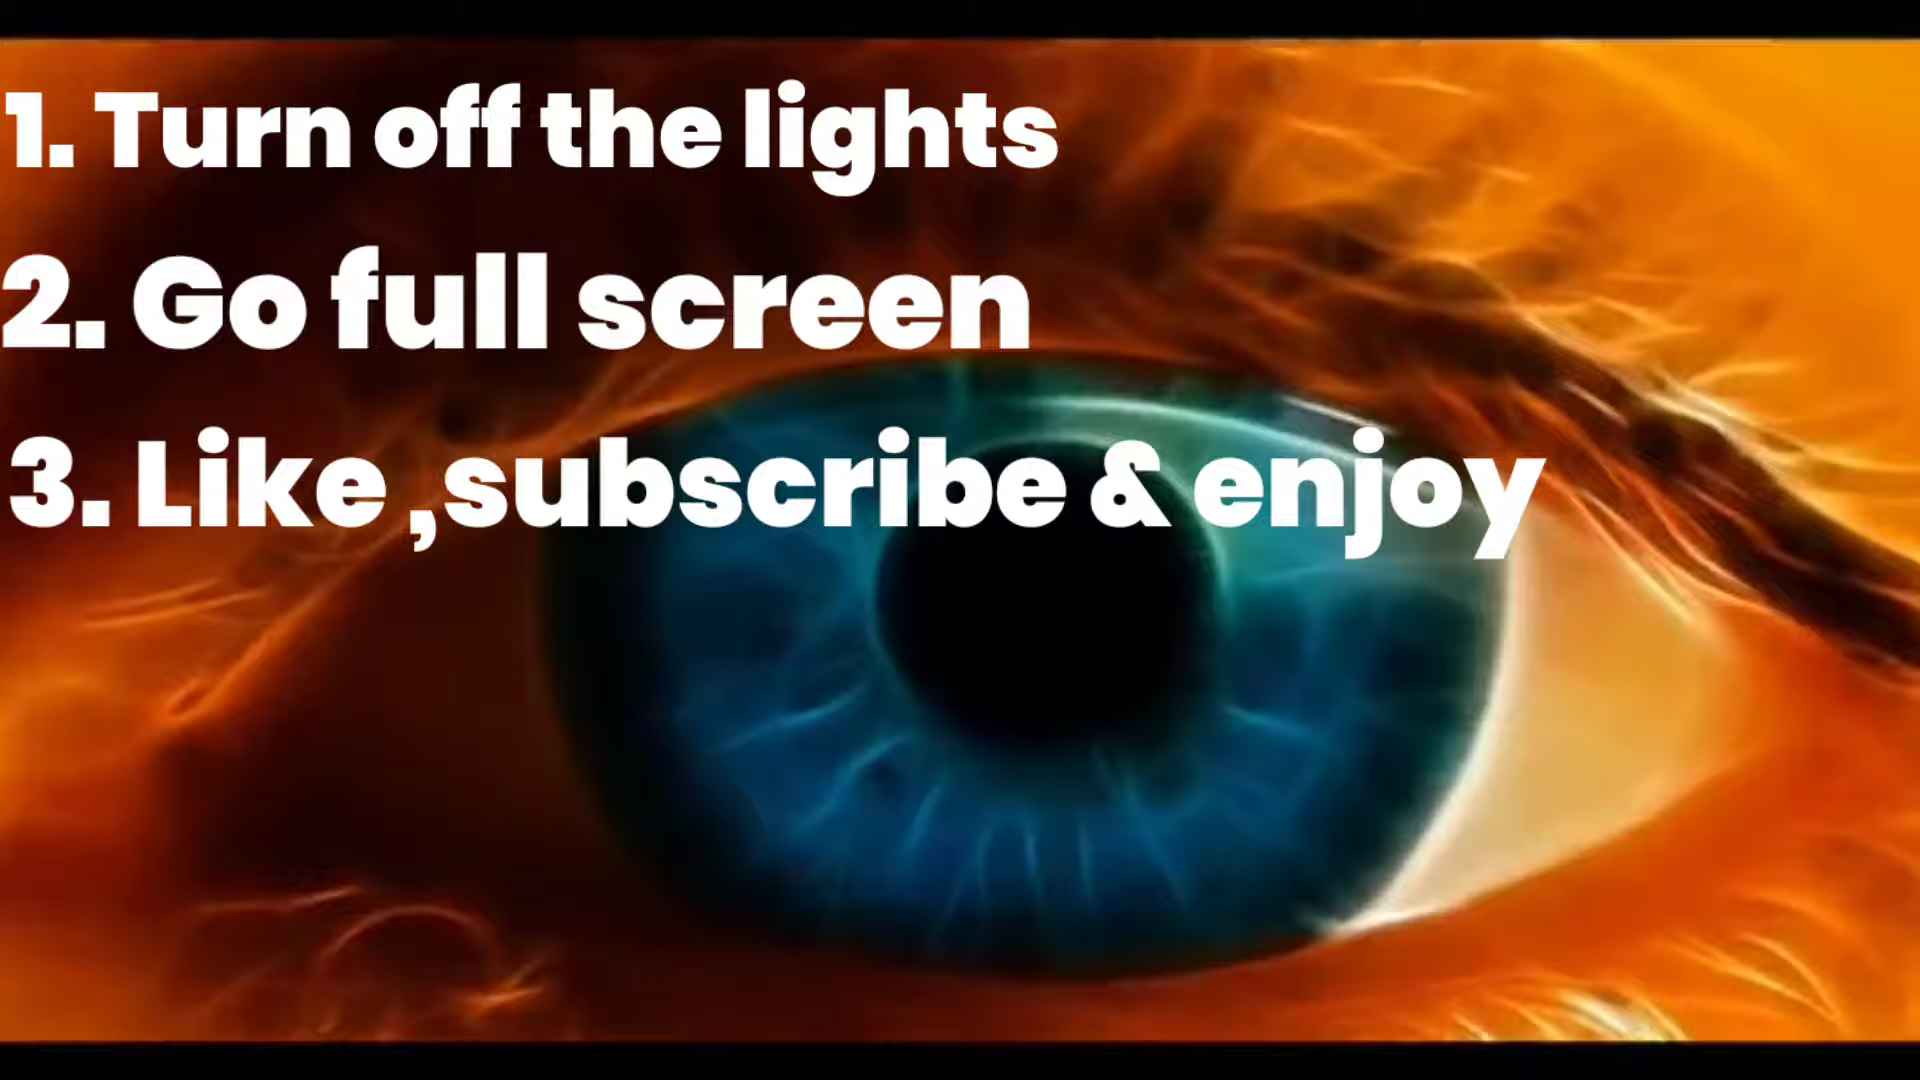 1. Turn off the lights
2. Go full screen
3. Like ,subscribe & enjoy